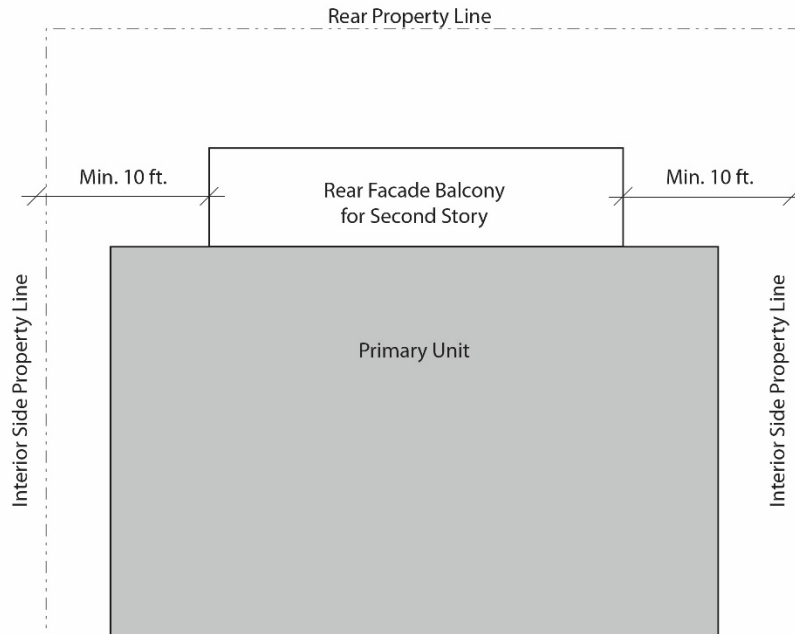 Rear Property Line
Min. 10 ft.
Rear Facade Balcony
for Second Story
Min. 10 ft.
Interior Side Property Line
Primary Unit
Interior Side Property Line